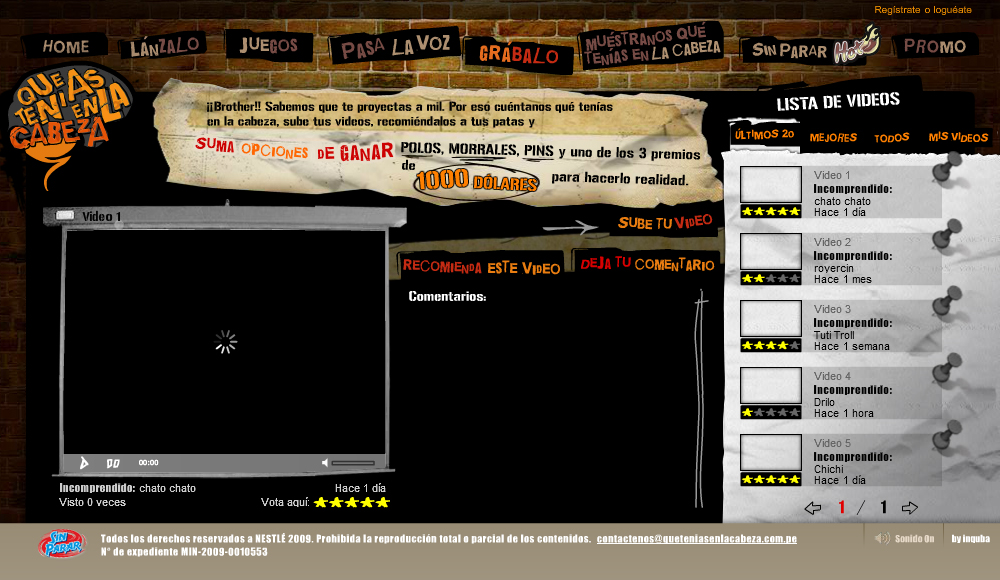 Regístrate o loguéate
HOME
LÁNZALO
JUEGOS
PASA LA VOZ
GRÁBALO
MUÉSTRANOS QUÉ
TENÍAS EN LA CABEZA
SIN PARAR Hot
PROMO
QUE
TENÍAS
EN LA
CABEZA
¡¡Brother!! Sabemos que te proyectas a mil. Por eso cuéntanos qué tenías
en la cabeza, sube tus videos, recomiéndalos a tus patas y
SUMA OPCIONES DE GANAR POLOS, MORRALES, PINS y uno de los 3 premios
de 1000 DÓLARES para hacerlo realidad.
Video 1
00:00
Incomprendido: chato chato
Hace 1 día
Visto 0 veces
Vota aquí:
SUBE TU VIDEO
RECOMIENDA ESTE VIDEO
DEJA TU COMENTARIO
Comentarios:
LISTA DE VIDEOS
ÚLTIMOS 20
MEJORES
TODOS
MIS VIDEOS
Video 1
Incomprendido:
chato chato
Hace 1 día
Video 2
Incomprendido:
royercin
Hace 1 mes
Video 3
Incomprendido:
Tuti Troll
Hace 1 semana
Video 4
Incomprendido:
Drilo
Hace 1 hora
Video 5
Incomprendido:
Chichi
Hace 1 día
1 / 1
SIN
PARAR
Todos los derechos reservados a NESTLÉ 2009. Prohibida la reproducción total o parcial de los contenidos. contactenos@queteniasenlacabeza.com.pe
N° de expediente MIN-2009-0010553
Sonido On
by inquba